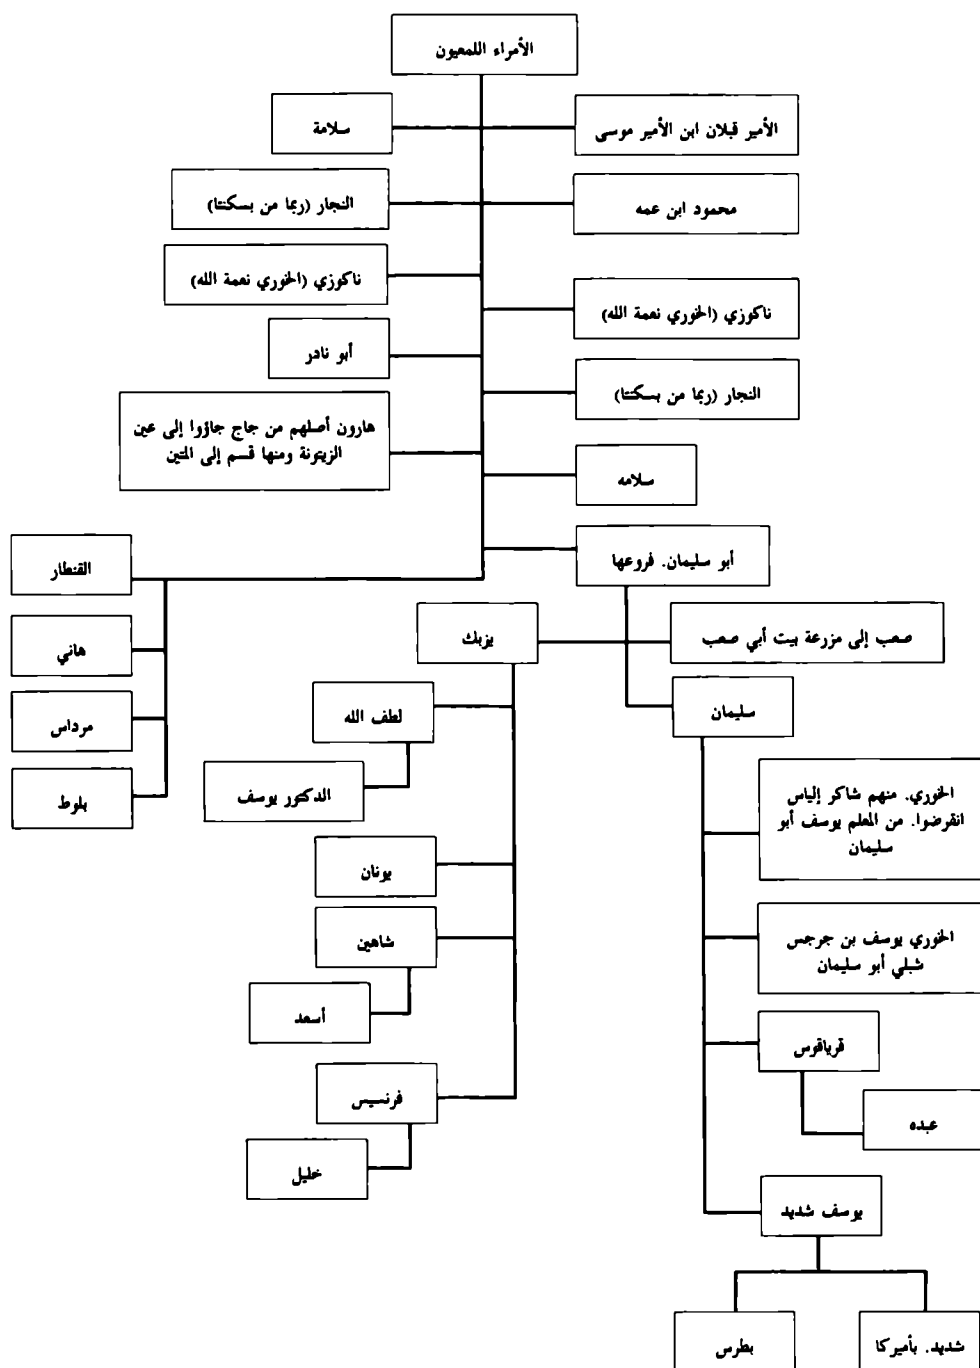 الأمراء اللمعيون
الأمير قبلان ابن الأمير موسى
سلامة
محمود ابن عمه
النجار (ربما من بسكنتا)
ناكوزي (الخوري نعمة الله)
ناكوزي (الخوري نعمة الله)
أبو نادر
النجار (ربما من بسكنتا)
هارون أصلهم من جاج جاؤوا إلى عين
الزيتونة ومنها قسم إلى المتين
سلامه
أبو سليمان. فروعها
القنطار
هاني
مرداس
بلوط
صعب إلى مزرعة بيت أبي صعب
يزبك
سليمان
لطف الله
الدكتور يوسف
يونان
شاهين
أسعد
فرنسيس
خليل
الخوري. منهم شاكر إلياس
انقرضوا. من المعلم يوسف أبو
سليمان
الخوري يوسف بن جرجس
شبلي أبو سليمان
قرياقوس
عبده
يوسف شديد
شديد. بأميركا
بطرس